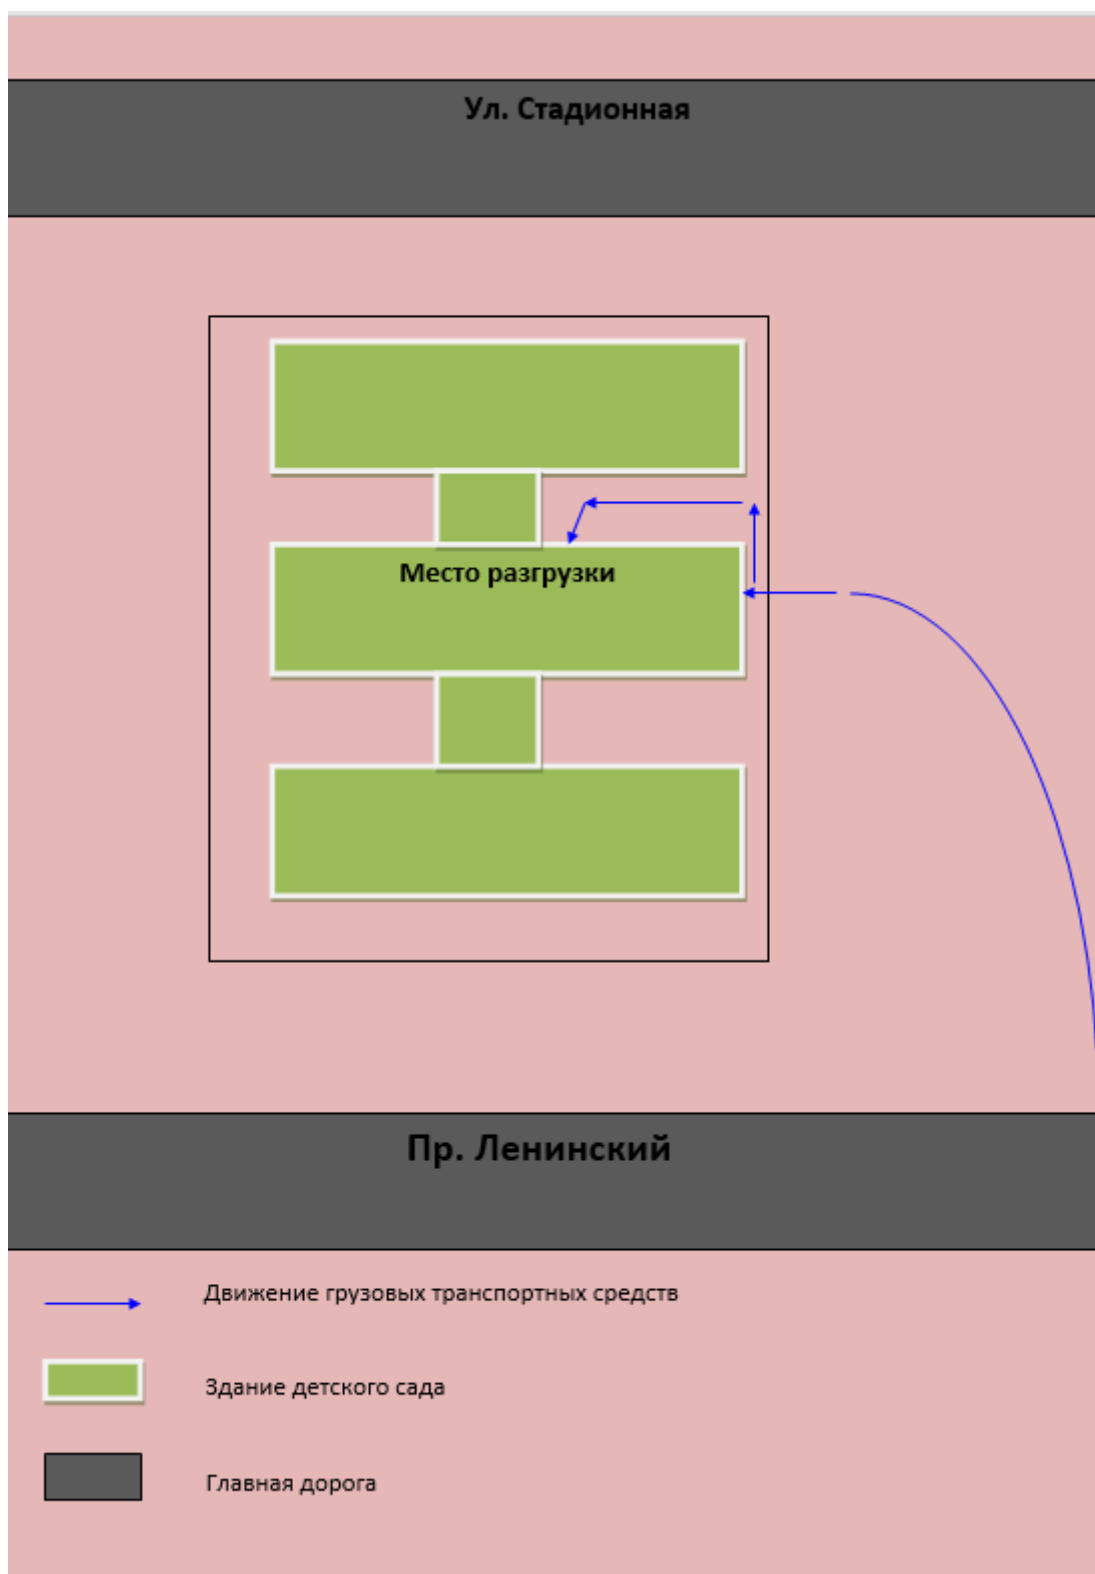 Ул. Стадионная
Место разгрузки
Пр. Ленинский
Движение грузовых транспортных средств
Здание детского сада
Главная дорога